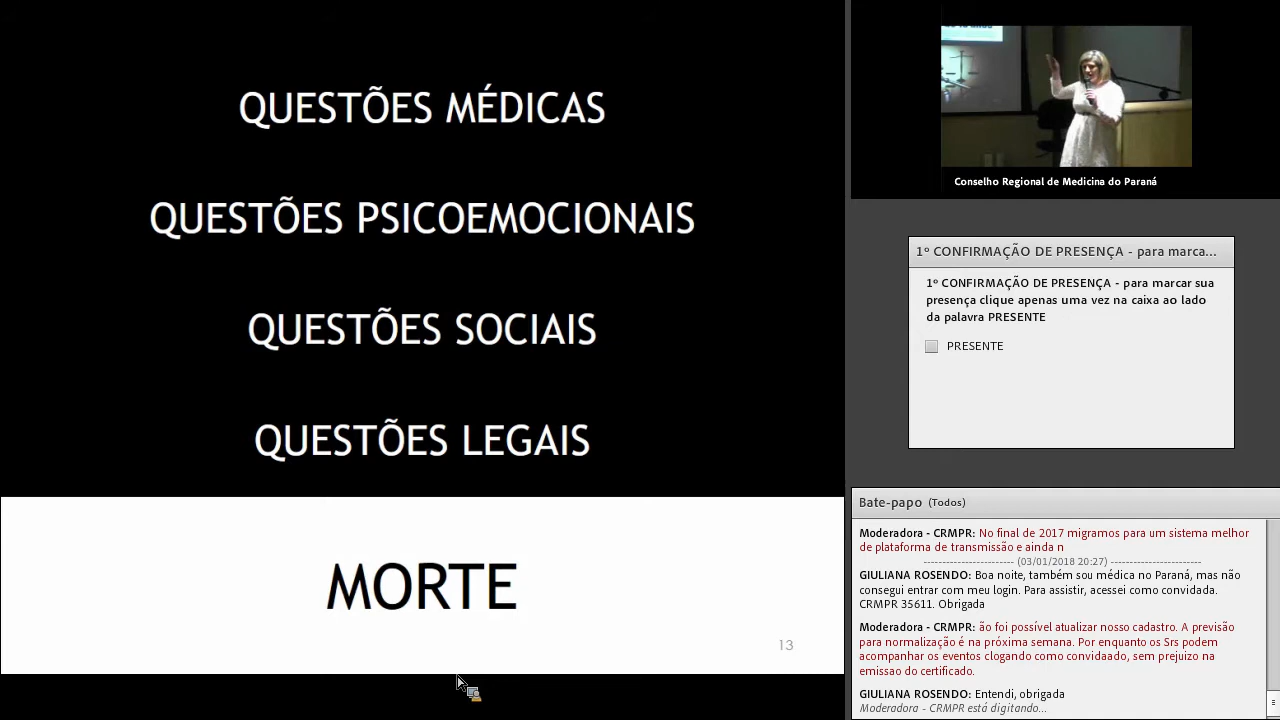 QUESTÕES MÉDICAS
QUESTÕES PSICOEMOCIONAIS
QUESTÕES SOCIAIS
QUESTÕES LEGAIS
MORTE
13
Conselho Regional de Medicina do Paraná
1º CONFIRMAÇÃO DE PRESENÇA - para marca...
1º CONFIRMAÇÃO DE PRESENÇA - para marcar sua
presença clique apenas uma vez na caixa ao lado
da palavra PRESENTE
PRESENTE
Bate-papo (Todos)
Moderadora - CRMPR: No final de 2017 migramos para um sistema melhor
de plataforma de transmissão e ainda n
------------------------ (03/01/2018 20:27) ------------------------
GIULIANA ROSENDO: Boa noite, também sou médica no Paraná, mas não
consegui entrar com meu login. Para assistir, acessei como convidada.
CRMPR 35611. Obrigada
Moderadora - CRMPR: ão foi possível atualizar nosso cadastro. A previsão
para normalização é na próxima semana. Por enquanto os Srs podem
acompanhar os eventos clogando como convidaado, sem prejuizo na
emissao do certificado.
GIULIANA ROSENDO: Entendi, obrigada
Moderadora - CRMPR está digitando...